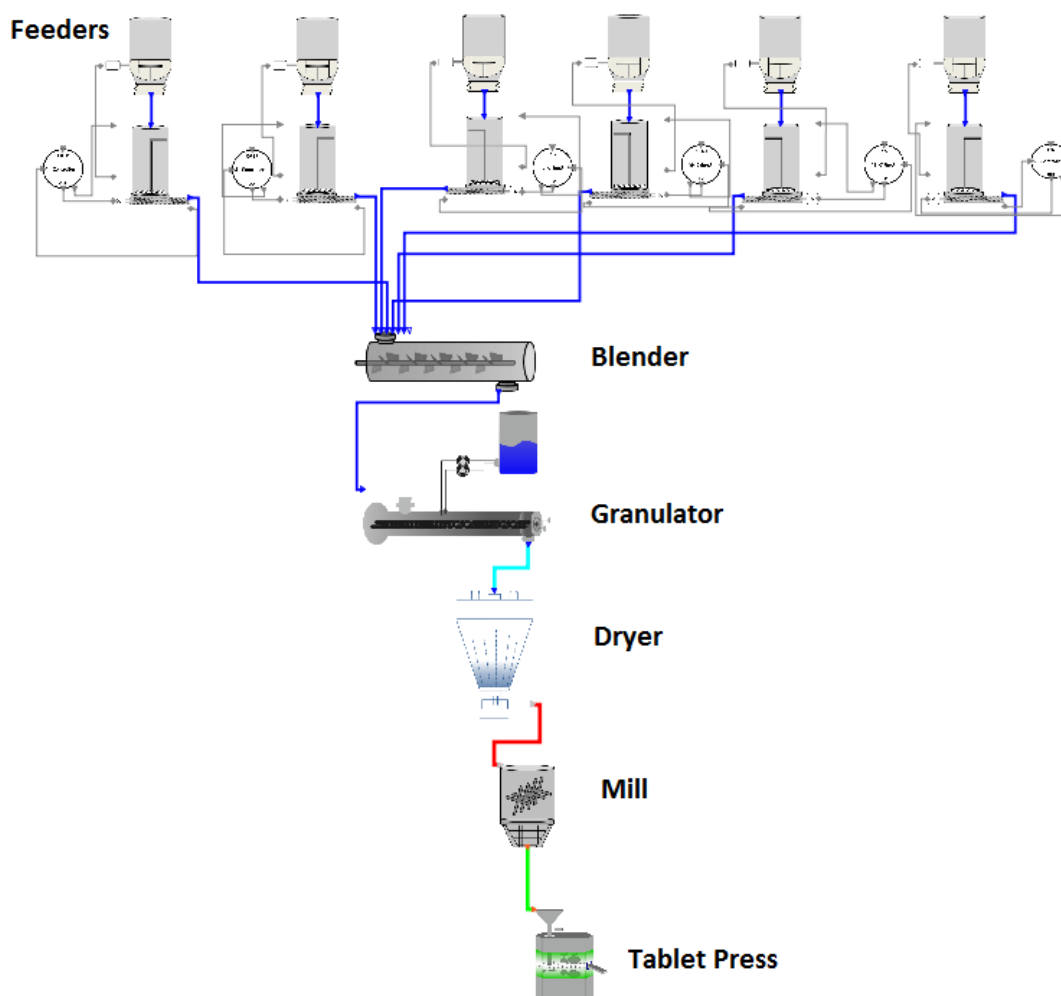 Feeders
Blender
Granulator
Dryer
Mill
Tablet Press